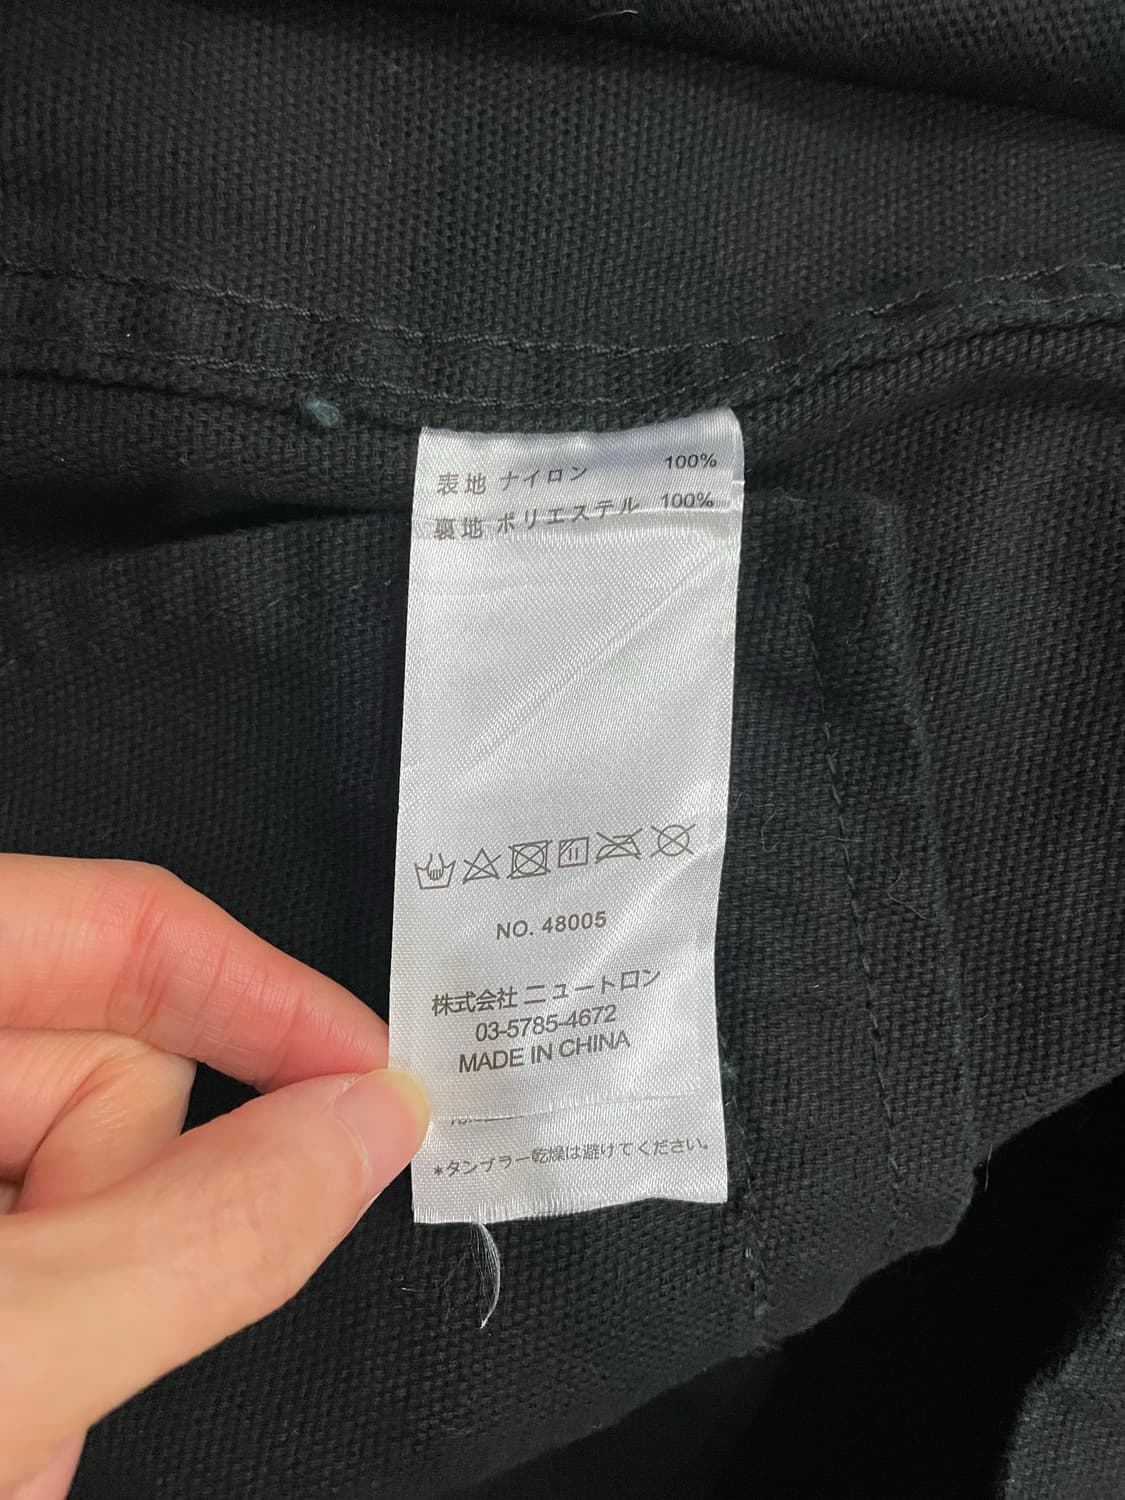 表地 ナイロン 100%
裏地 ポリエステル 100%
NO. 48005
株式会社 ニュートロン
03-5785-4672
MADE IN CHINA
*タンブラー乾燥は避けてください。